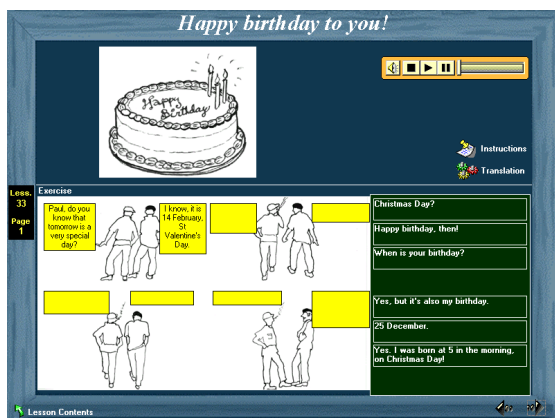 Happy birthday to you!
Happy
Birthday
Instructions
Translation
Less.
33
Page
1
Exercise
Paul, do you
know that
tomorrow is a
very special
day?
I know, it is
14 February,
St
Valentine's
Day.
Christmas Day?
Happy birthday, then!
When is your birthday?
Yes, but it's also my birthday.
25 December.
Yes. I was born at 5 in the morning,
on Christmas Day!
Lesson Contents